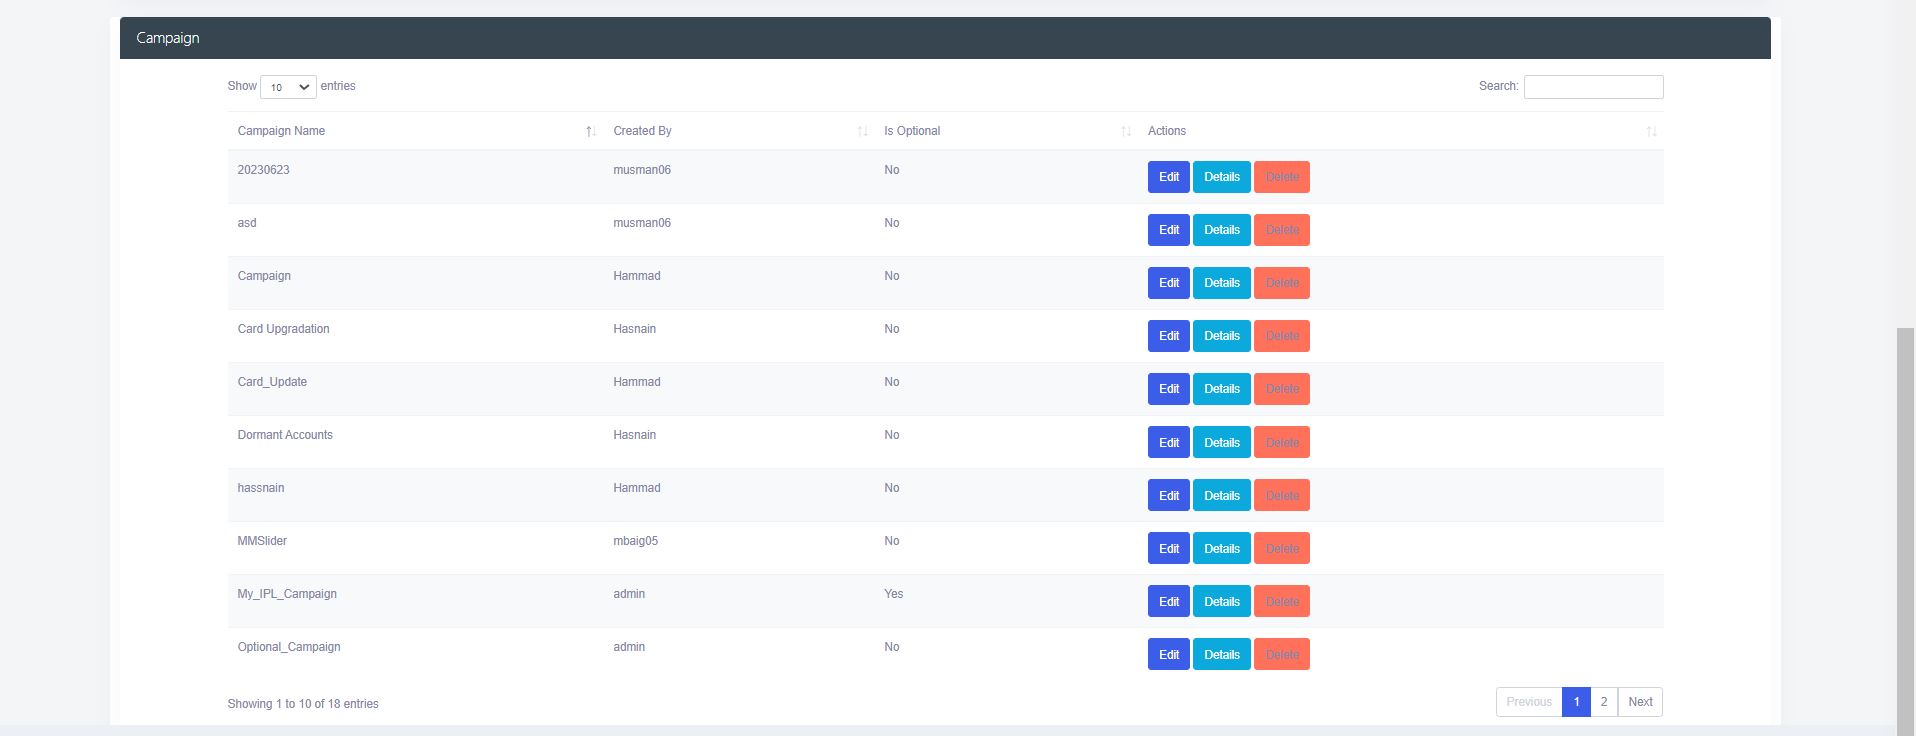 Campaign
Show 10 entries Search:
Campaign Name Created By Is Optional Actions
20230623 musman06 No Edit Details Delete
asd musman06 No Edit Details Delete
Campaign Hammad No Edit Details Delete
Card Upgradation Hasnain No Edit Details Delete
Card_Update Hammad No Edit Details Delete
Dormant Accounts Hasnain No Edit Details Delete
hassnain Hammad No Edit Details Delete
MMSlider mbaig05 No Edit Details Delete
My_IPL_Campaign admin Yes Edit Details Delete
Optional_Campaign admin No Edit Details Delete
Showing 1 to 10 of 18 entries Previous 1 2 Next